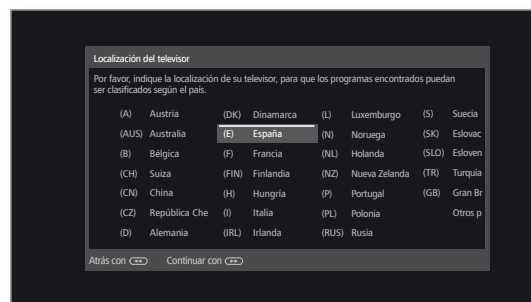 Localización del televisor
Por favor, indique la localización de su televisor, para que los programas encontrados puedan
ser clasificados según el país.
(A) Austria (DK) Dinamarca (L) Luxemburgo (S) Suecia
(AUS) Australia (E) España (N) Noruega (SK) Eslovac
(B) Bélgica (F) Francia (NL) Holanda (SLO) Esloven
(CH) Suiza (FIN) Finlandia (NZ) Nueva Zelanda (TR) Turquía
(CN) China (H) Hungría (P) Portugal (GB) Gran Br
(CZ) República Che (I) Italia (PL) Polonia Otros p
(D) Alemania (IRL) Irlanda (RUS) Rusia
Atrás con Continuar con